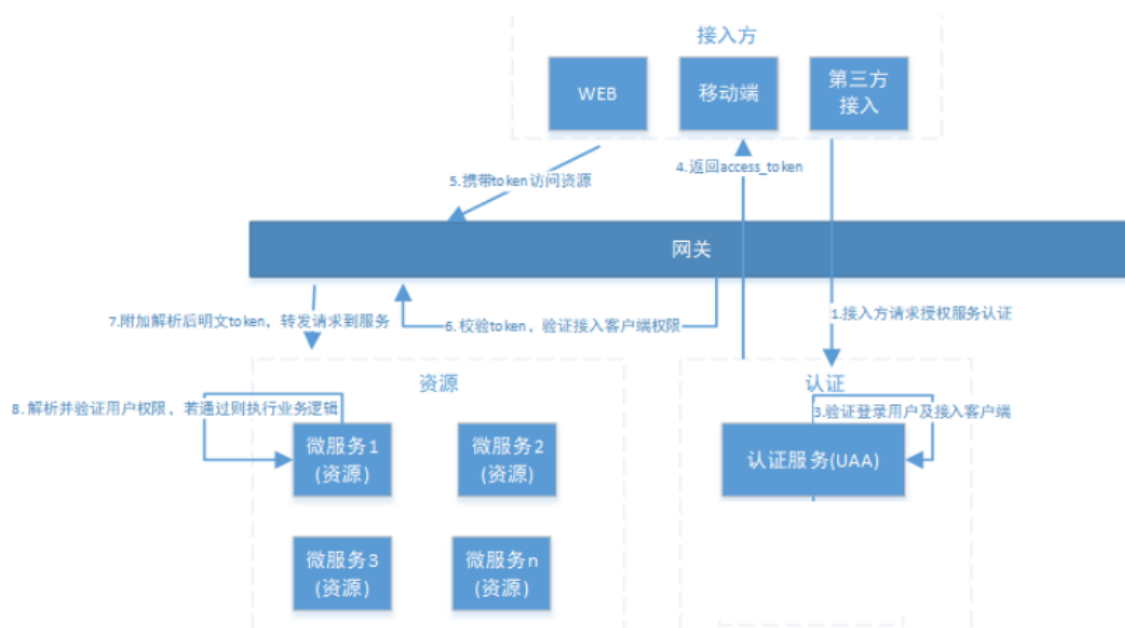 接入方
WEB
移动端
第三方
接入
4.返回access_token
5.携带token访问资源
网关
7.附加解析后明文token，转发请求到服务
6.校验token，验证接入客户端权限
1.接入方请求授权服务认证
资源
认证
8.解析并验证用户权限，若通过则执行业务逻辑
3.验证登录用户及接入客户端
微服务1
(资源)
微服务2
(资源)
认证服务(UAA)
微服务3
(资源)
微服务n
(资源)